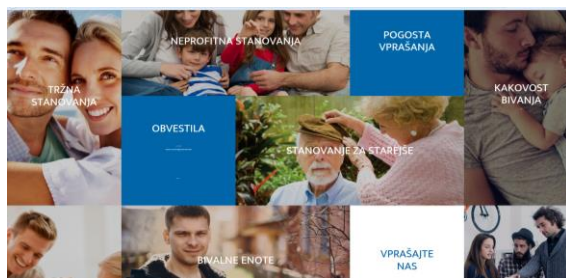 NEPROFITNA STANOVANJA
POGOSTA
VPRAŠANJA
TRŽNA
STANOVANJA
KAKOVOST
BIVANJA
OBVESTILA
STANOVANJE ZA STAREJŠE
BIVALNE ENOTE
VPRAŠAJTE
NAS